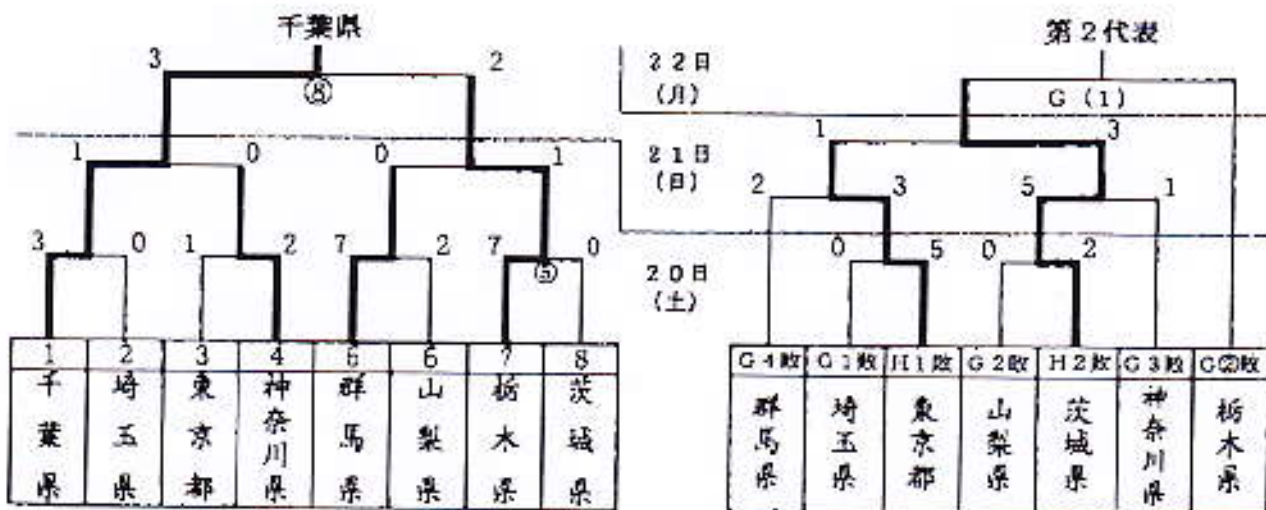 千葉県
3 2
⑧
1 0 0 1
3 0 1 2 7 2 7 0
⑤
1 2 3 4 5 6 7 8
千葉県 埼玉県 東京都 神奈川県 群馬県 山梨県 栃木県 茨城県
22日
(月)
21日
(日)
20日
(土)
第2代表
G(1)
1 3
2 3 5 1
0 5 0 2
G4敗 G1敗 H1敗 G2敗 H2敗 G3敗 G②敗
群馬県 埼玉県 東京都 山梨県 茨城県 神奈川県 栃木県